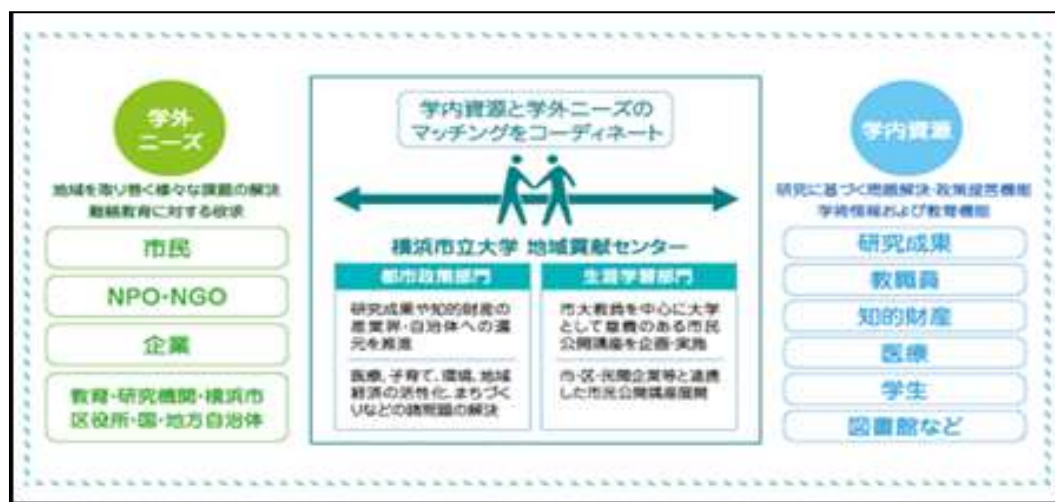 学外
ニーズ
地域を取り巻く様々な課題の解決
継続教育に対する欲求
市民
NPO・NGO
企業
教育・研究機関・横浜市
区役所・国・地方自治体
学内資源と学外ニーズの
マッチングをコーディネート
横浜市立大学 地域貢献センター
都市政策部門
研究成果や知的財産の
産業界・自治体への還
元を推進
医療、子育て、環境、地域
経済の活性化、まちづく
りなどの諸問題の解決
生涯学習部門
市大教員を中心に大学
として意義のある市民
公開講座を企画・実施
市・区・民間企業等と連携
した市民公開講座展開
学内資源
研究に基づく問題解決・政策提言機能
学術情報および教育機能
研究成果
教職員
知的財産
医療
学生
図書館など